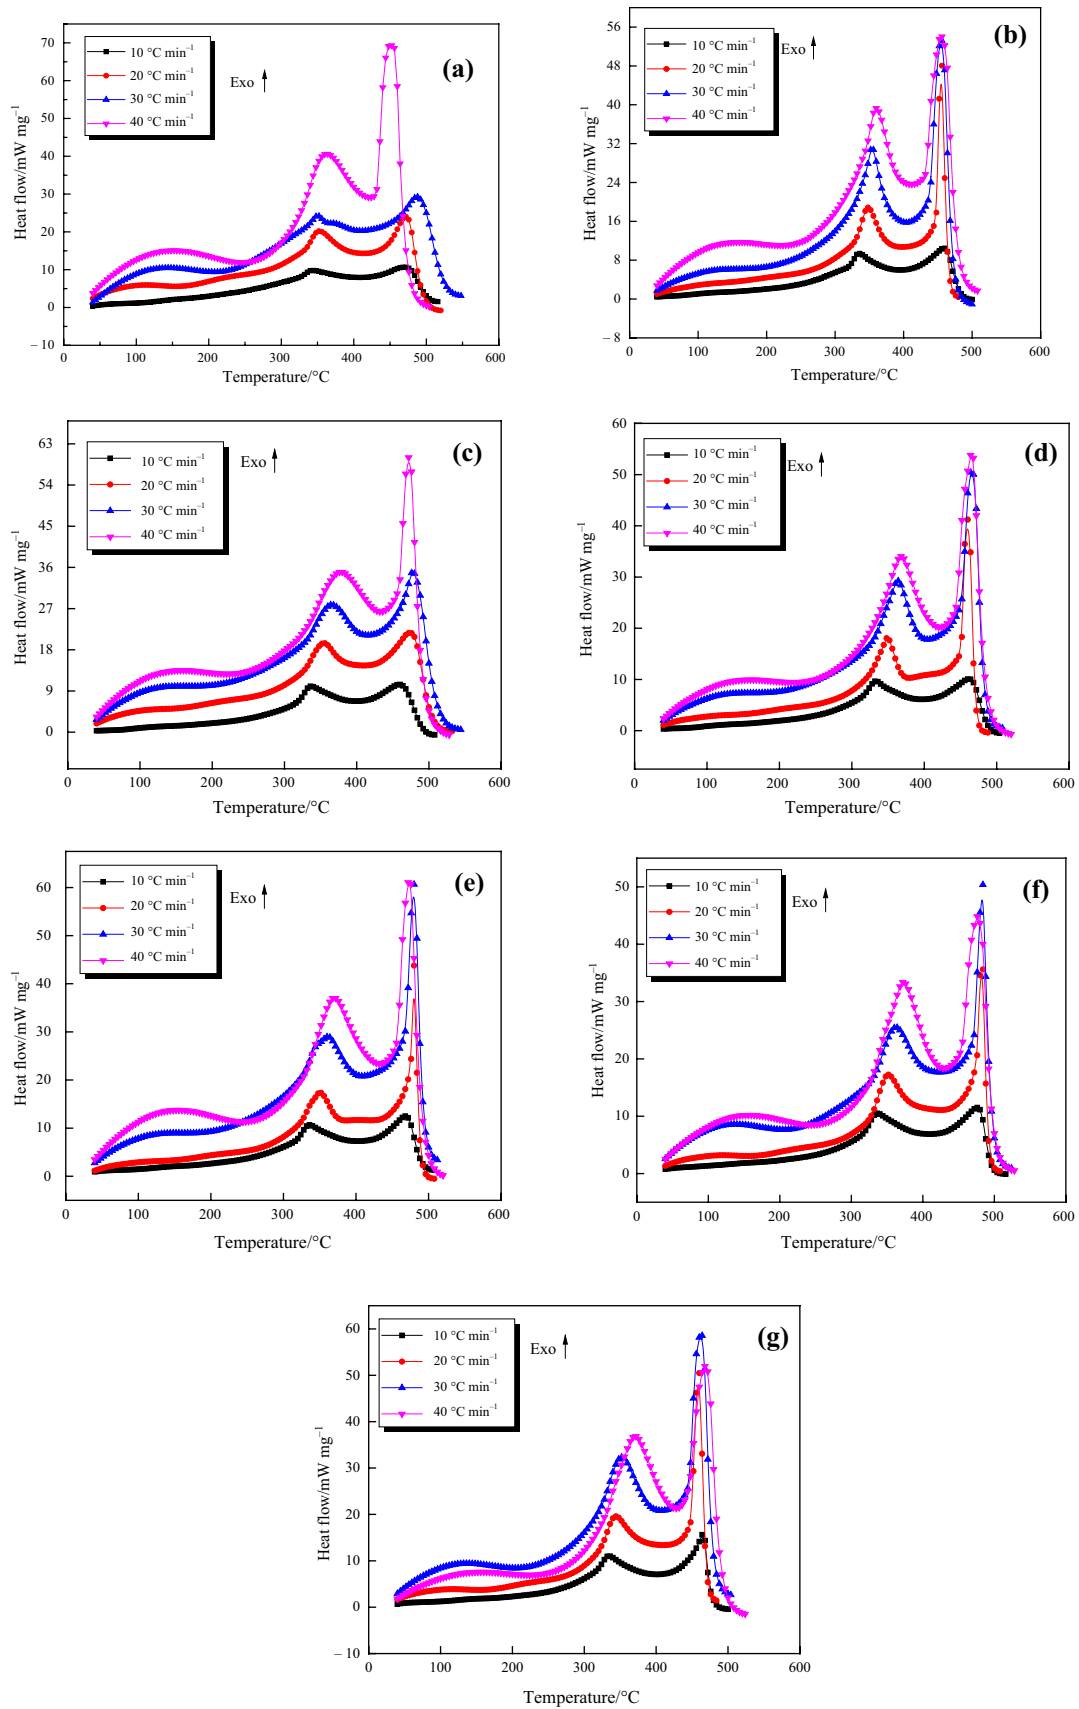 (a)
Exo
10 °C min⁻¹
20 °C min⁻¹
30 °C min⁻¹
40 °C min⁻¹
Heat flow/mW mg⁻¹
70
60
50
40
30
20
10
0
– 10
0 100 200 300 400 500 600
Temperature/°C
(b)
Exo
10 °C min⁻¹
20 °C min⁻¹
30 °C min⁻¹
40 °C min⁻¹
Heat flow/mW mg⁻¹
56
48
40
32
24
16
8
0
– 8
0 100 200 300 400 500 600
Temperature/°C
(c)
Exo
10 °C min⁻¹
20 °C min⁻¹
30 °C min⁻¹
40 °C min⁻¹
Heat flow/mW mg⁻¹
63
54
45
36
27
18
9
0
0 100 200 300 400 500 600
Temperature/°C
(d)
Exo
10 °C min⁻¹
20 °C min⁻¹
30 °C min⁻¹
40 °C min⁻¹
Heat flow/mW mg⁻¹
60
50
40
30
20
10
0
0 100 200 300 400 500 600
Temperature/°C
(e)
Exo
10 °C min⁻¹
20 °C min⁻¹
30 °C min⁻¹
40 °C min⁻¹
Heat flow/mW mg⁻¹
60
50
40
30
20
10
0
0 100 200 300 400 500 600
Temperature/°C
(f)
Exo
10 °C min⁻¹
20 °C min⁻¹
30 °C min⁻¹
40 °C min⁻¹
Heat flow/mW mg⁻¹
50
40
30
20
10
0
0 100 200 300 400 500 600
Temperature/°C
(g)
Exo
10 °C min⁻¹
20 °C min⁻¹
30 °C min⁻¹
40 °C min⁻¹
Heat flow/mW mg⁻¹
60
50
40
30
20
10
0
– 10
0 100 200 300 400 500 600
Temperature/°C